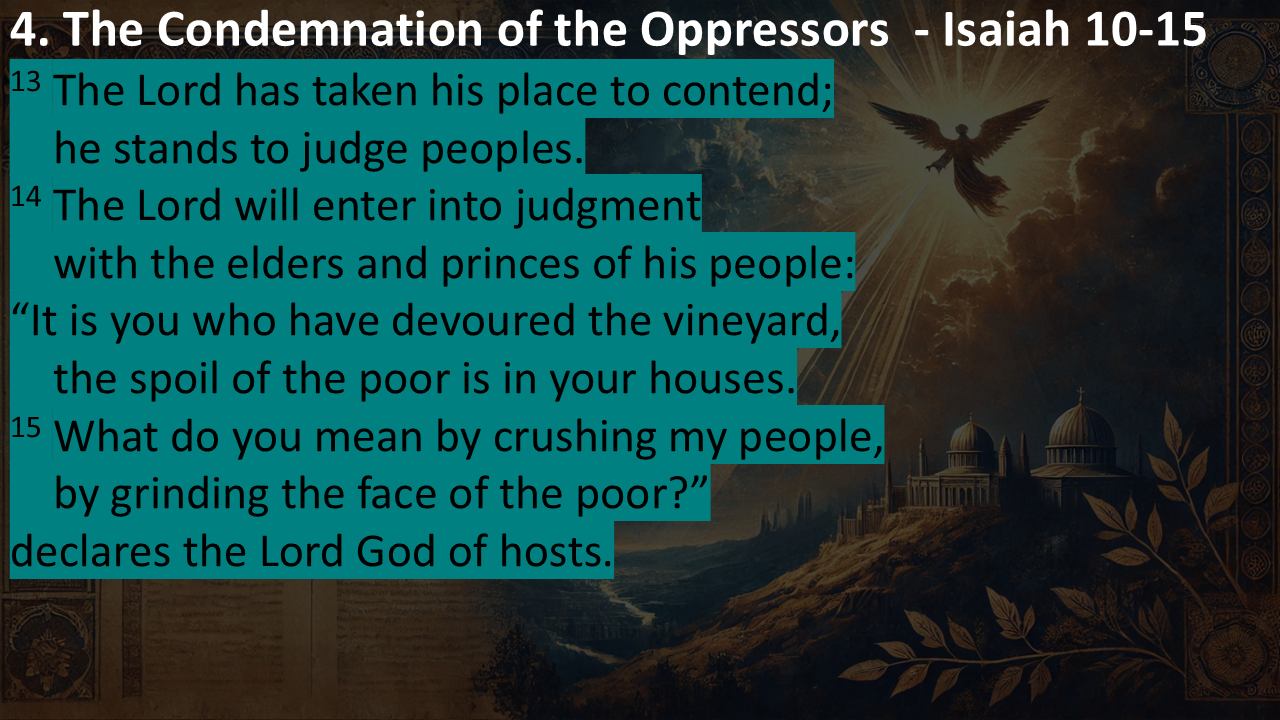 4. The Condemnation of the Oppressors - Isaiah 10-15
13 The Lord has taken his place to contend;
he stands to judge peoples.
14 The Lord will enter into judgment
with the elders and princes of his people:
“It is you who have devoured the vineyard,
the spoil of the poor is in your houses.
15 What do you mean by crushing my people,
by grinding the face of the poor?”
declares the Lord God of hosts.